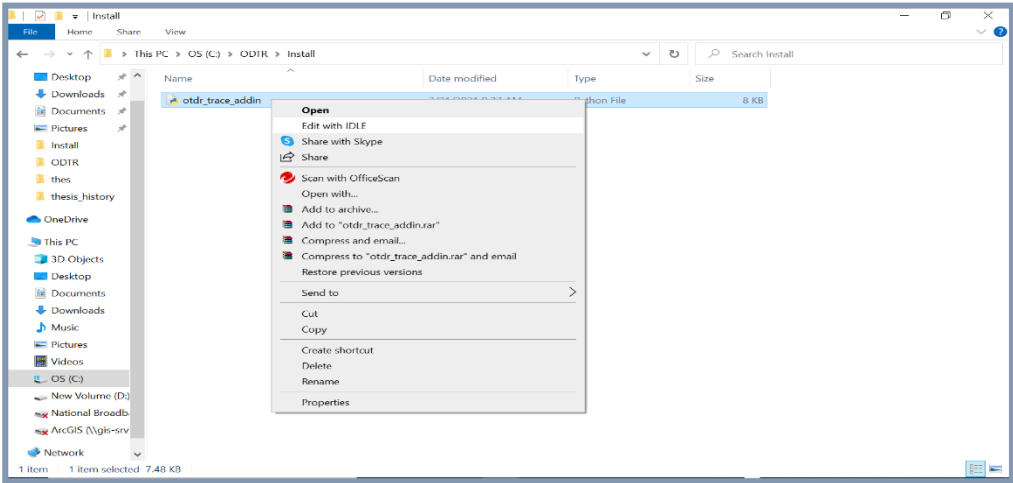 Install
File Home Share View
This PC > OS (C:) > ODTR > Install
Search Install
Name Date modified Type Size
otdr_trace_addin
8 KB
Open
Edit with IDLE
Share with Skype
Share
Scan with OfficeScan
Open with...
Add to archive...
Add to "otdr_trace_addin.rar"
Compress and email...
Compress to "otdr_trace_addin.rar" and email
Restore previous versions
Send to
Cut
Copy
Create shortcut
Delete
Rename
Properties
Desktop
Downloads
Documents
Pictures
Install
ODTR
thes
thesis_history
OneDrive
This PC
3D Objects
Desktop
Documents
Downloads
Music
Pictures
Videos
OS (C:)
New Volume (D:)
National Broadb
ArcGIS (\\gis-srv
Network
1 item 1 item selected 7.48 KB